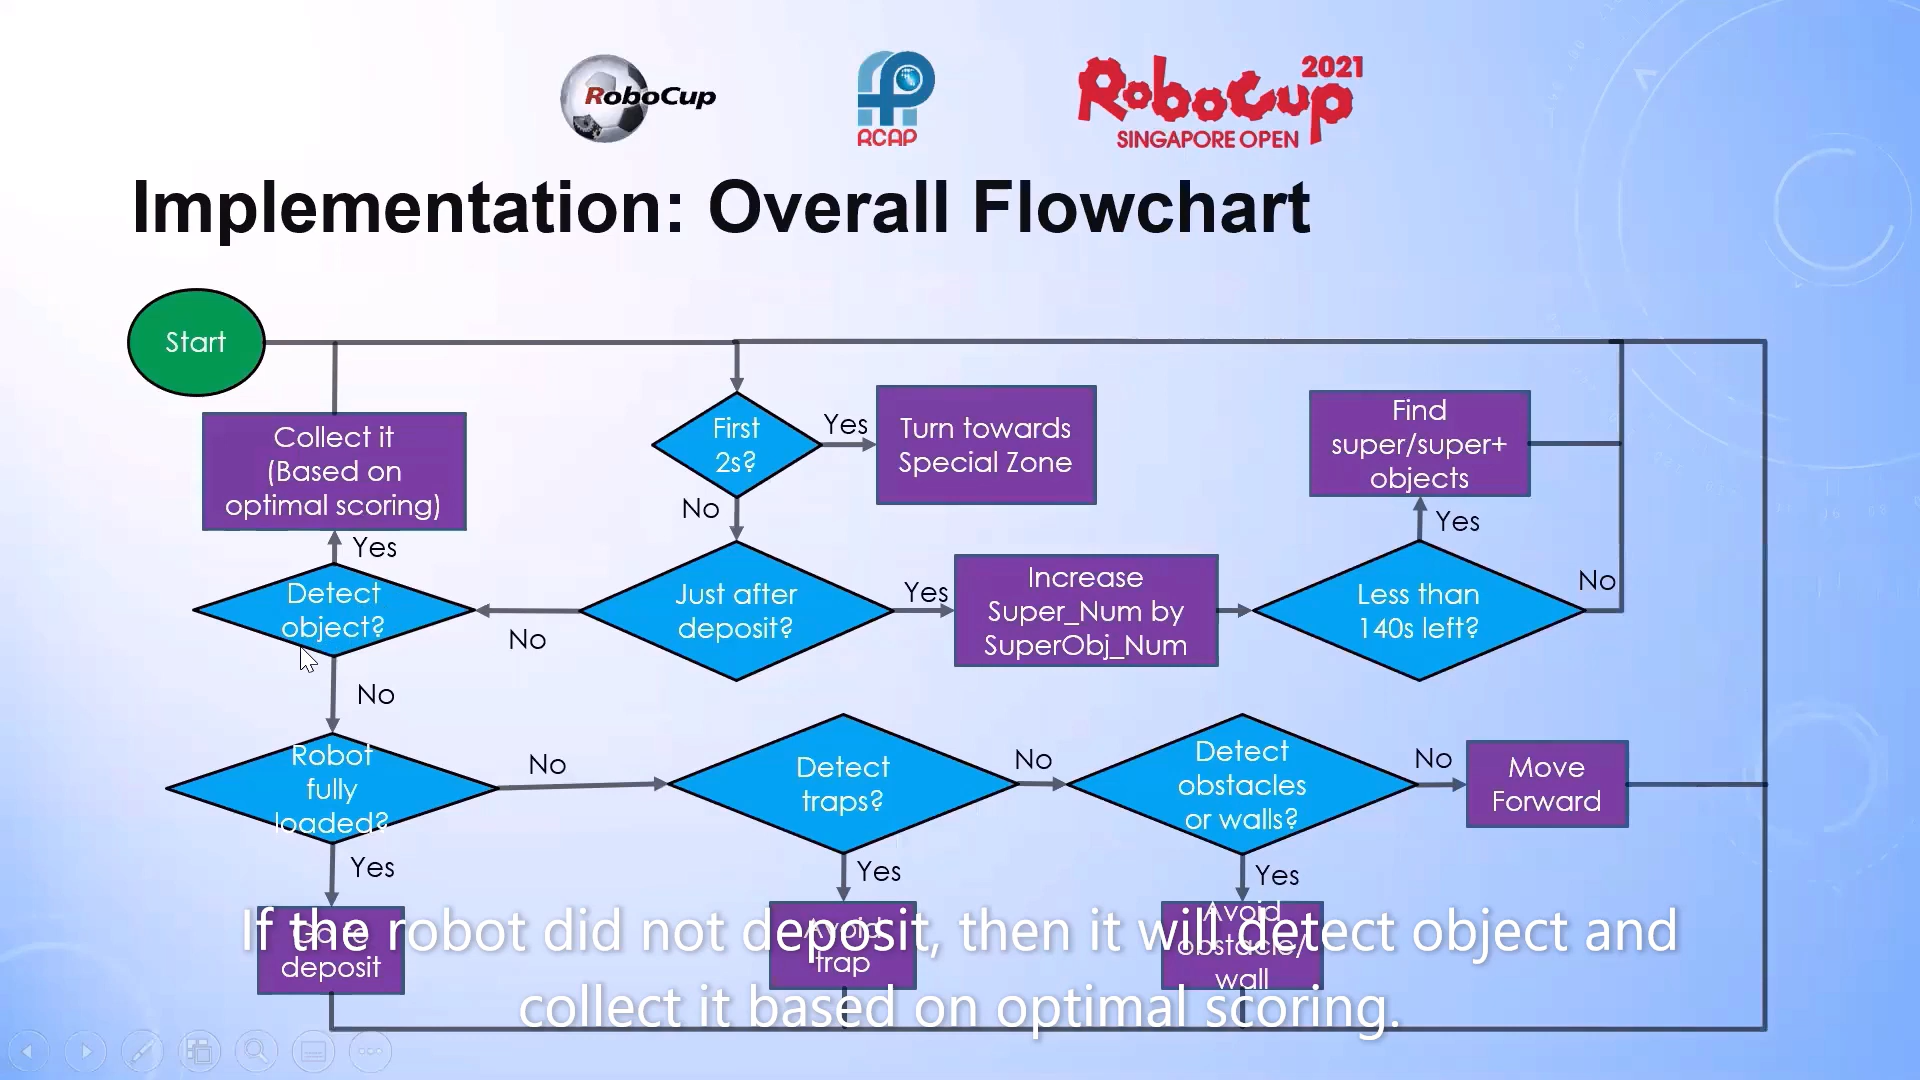 RoboCup
RCAP
2021
RoboCup
SINGAPORE OPEN
Implementation: Overall Flowchart
Start
Collect it
(Based on
optimal scoring)
First
2s?
Yes
Turn towards
Special Zone
Find
super/super+
objects
No
Yes
Yes
Detect
object?
No
Just after
deposit?
Yes
Increase
Super_Num by
SuperObj_Num
Less than
140s left?
No
No
Robot
fully
loaded?
No
Detect
traps?
No
Detect
obstacles
or walls?
No
Move
Forward
Yes
Yes
Yes
Go to
deposit
Avoid
trap
Avoid
obstacle/
wall
If the robot did not deposit, then it will detect object and
collect it based on optimal scoring.